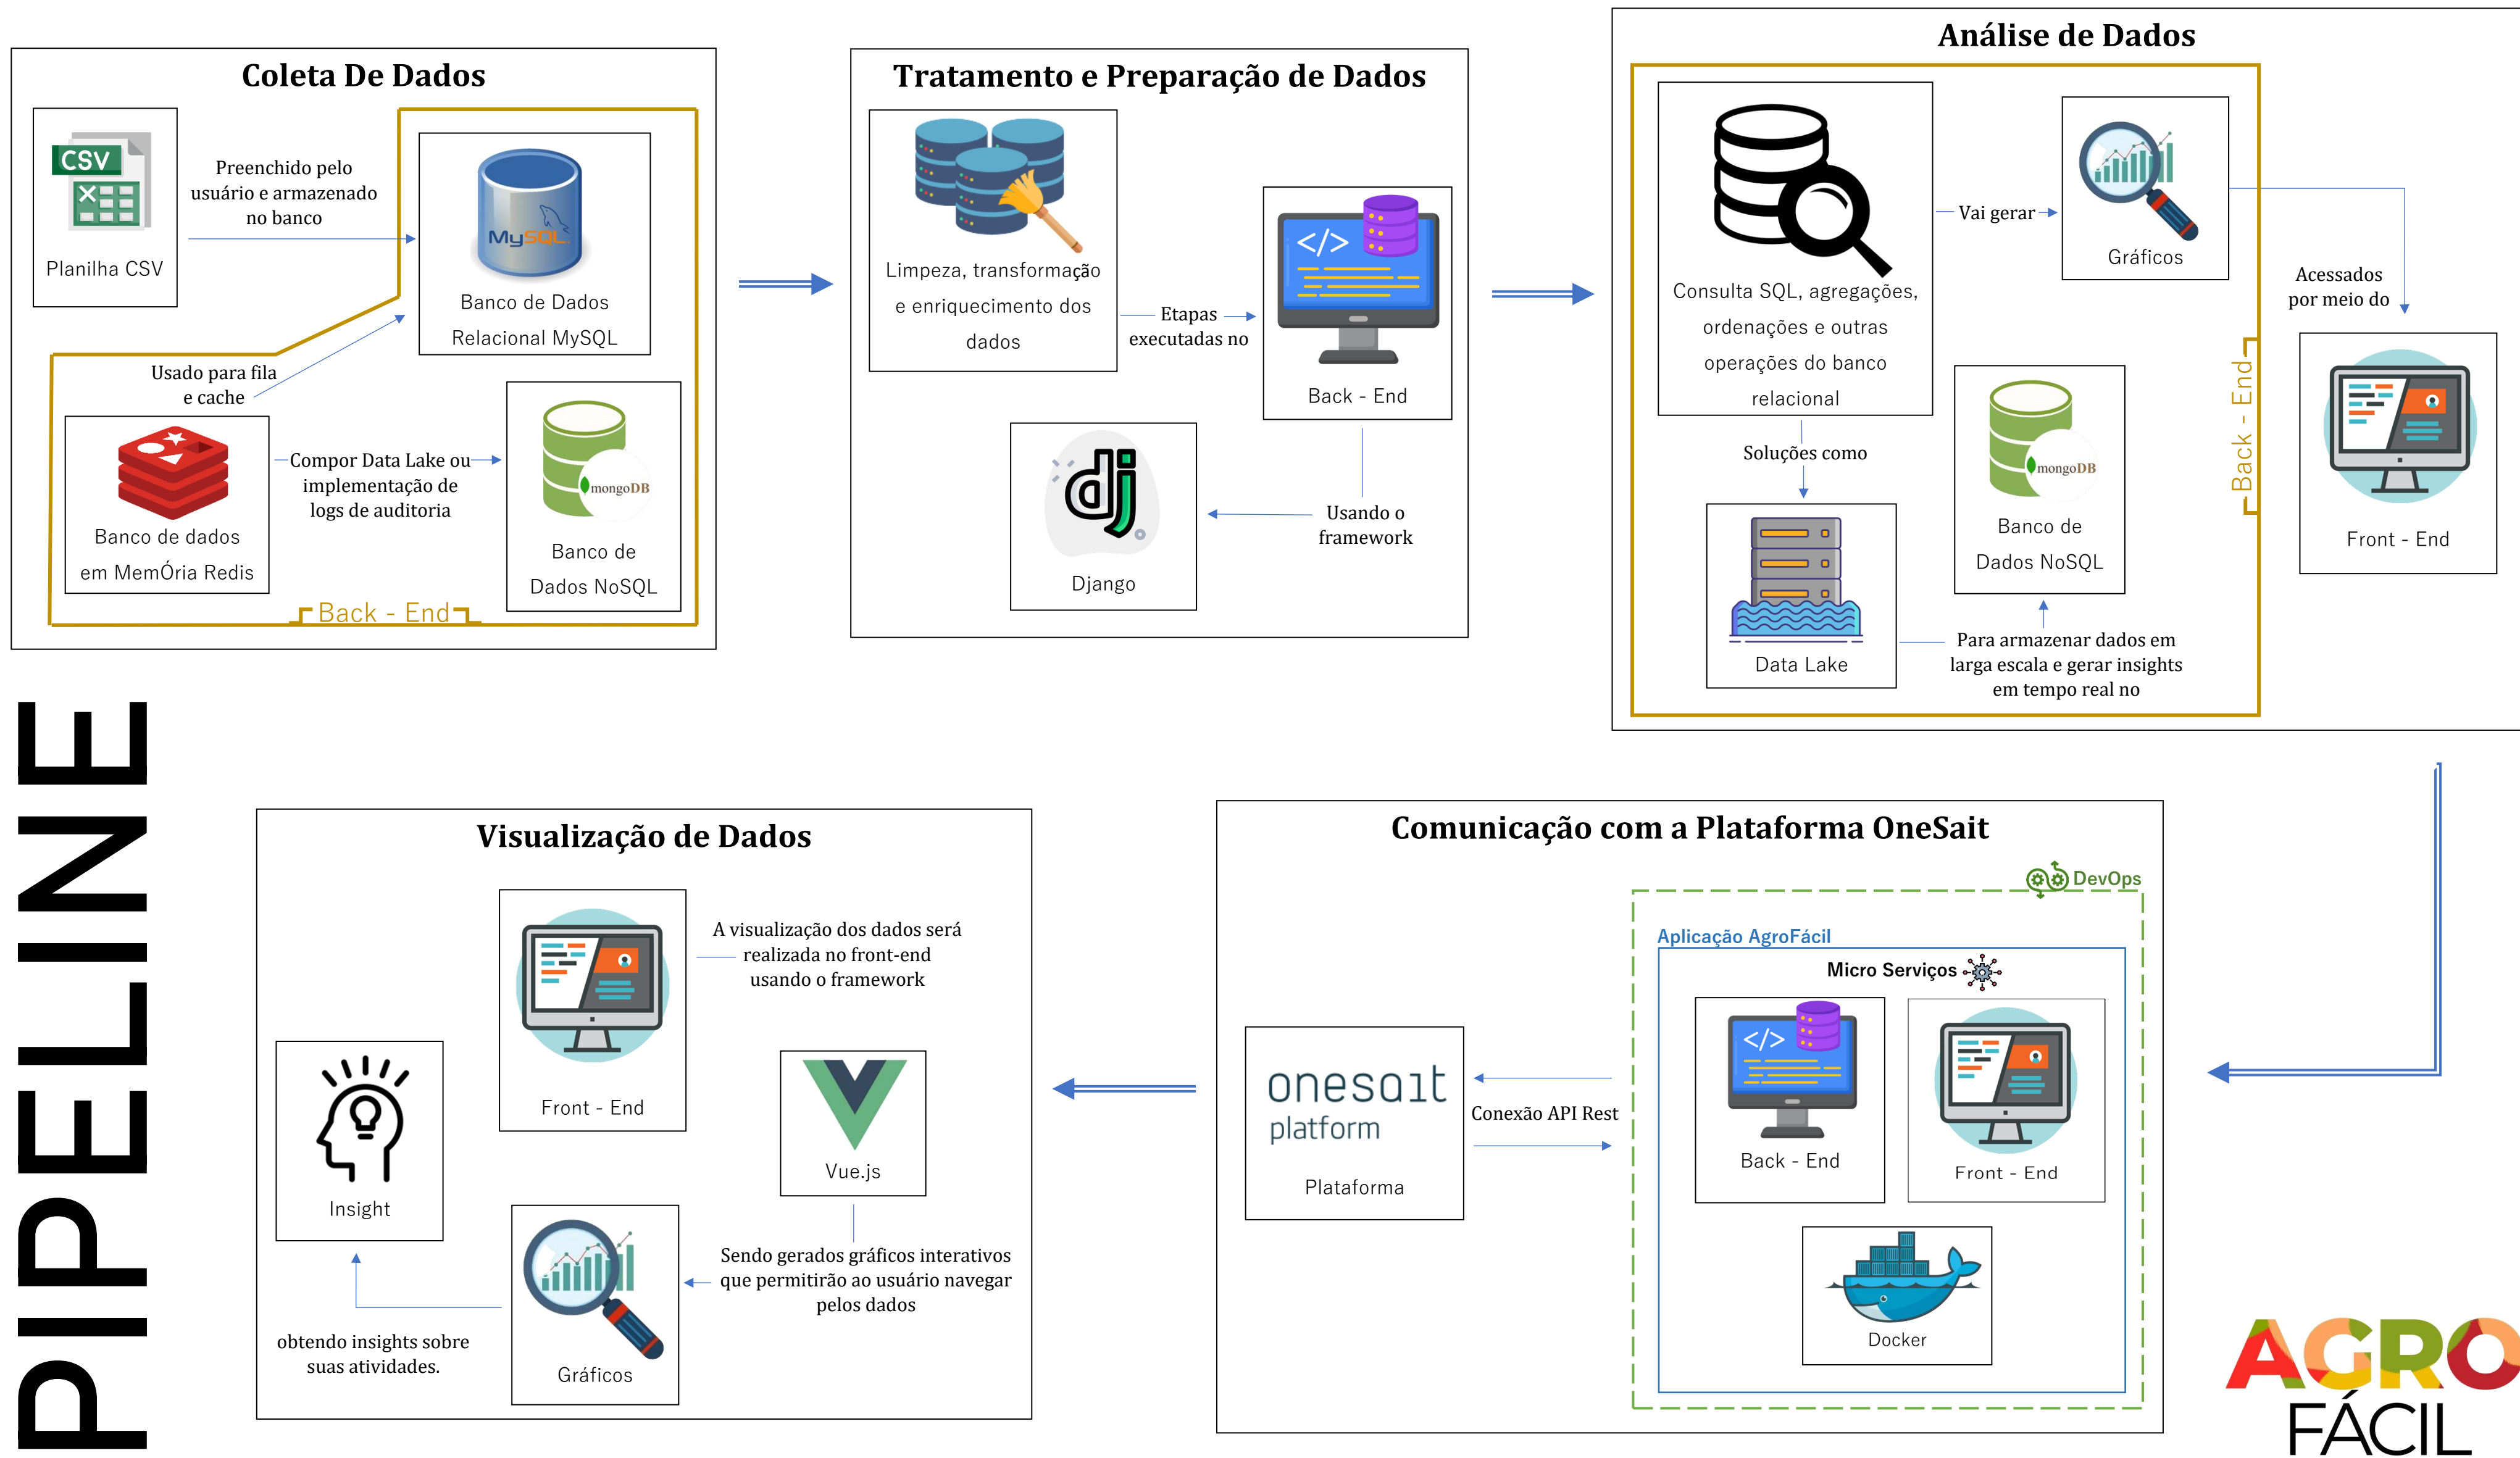 Coleta De Dados
CSV
Planilha CSV
Preenchido pelo
usuário e armazenado
no banco
MySQL
Banco de Dados
Relacional MySQL
Usado para fila
e cache
Banco de dados
em MemÓria Redis
Compor Data Lake ou
implementação de
logs de auditoria
mongoDB
Banco de
Dados NoSQL
Back - End
Tratamento e Preparação de Dados
Limpeza, transformação
e enriquecimento dos
dados
Etapas
executadas no
</>
Back - End
Usando o
framework
dj
Django
Análise de Dados
Consulta SQL, agregações,
ordenações e outras
operações do banco
relacional
Vai gerar
Gráficos
Acessados
por meio do
Front - End
Soluções como
Data Lake
Para armazenar dados em
larga escala e gerar insights
em tempo real no
mongoDB
Banco de
Dados NoSQL
Back - End
PIPELINE
Visualização de Dados
Front - End
A visualização dos dados será
realizada no front-end
usando o framework
Vue.js
Sendo gerados gráficos interativos
que permitirão ao usuário navegar
pelos dados
Gráficos
obtendo insights sobre
suas atividades.
Insight
Comunicação com a Plataforma OneSait
onesait
platform
Plataforma
Conexão API Rest
DevOps
Aplicação AgroFácil
Micro Serviços
</>
Back - End
Front - End
Docker
AGRO
FÁCIL